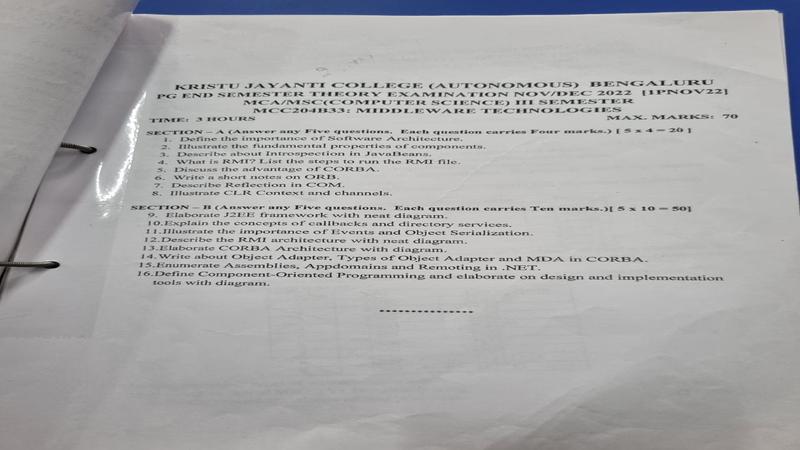 KRISTU JAYANTI COLLEGE (AUTONOMOUS) BENGALURU
PG END SEMESTER THEORY EXAMINATION NOV/DEC 2022 [1PNOV22]
MCA/MSC(COMPUTER SCIENCE) III SEMESTER
MCC204B33: MIDDLEWARE TECHNOLOGIES
TIME: 3 HOURS MAX. MARKS: 70
SECTION – A (Answer any Five questions. Each question carries Four marks.) [ 5 x 4 = 20 ]
1. Define the importance of Software Architecture.
2. Illustrate the fundamental properties of components.
3. Describe about Introspection in JavaBeans.
4. What is RMI? List the steps to run the RMI file.
5. Discuss the advantage of CORBA.
6. Write a short notes on ORB.
7. Describe Reflection in COM.
8. Illustrate CLR Context and channels.
SECTION – B (Answer any Five questions. Each question carries Ten marks.)[ 5 x 10 = 50]
9. Elaborate J2EE framework with neat diagram.
10.Explain the concepts of callbacks and directory services.
11.Illustrate the importance of Events and Object Serialization.
12.Describe the RMI architecture with neat diagram.
13.Elaborate CORBA Architecture with diagram.
14.Write about Object Adapter, Types of Object Adapter and MDA in CORBA.
15.Enumerate Assemblies, Appdomains and Remoting in .NET.
16.Define Component-Oriented Programming and elaborate on design and implementation
tools with diagram.
---------------